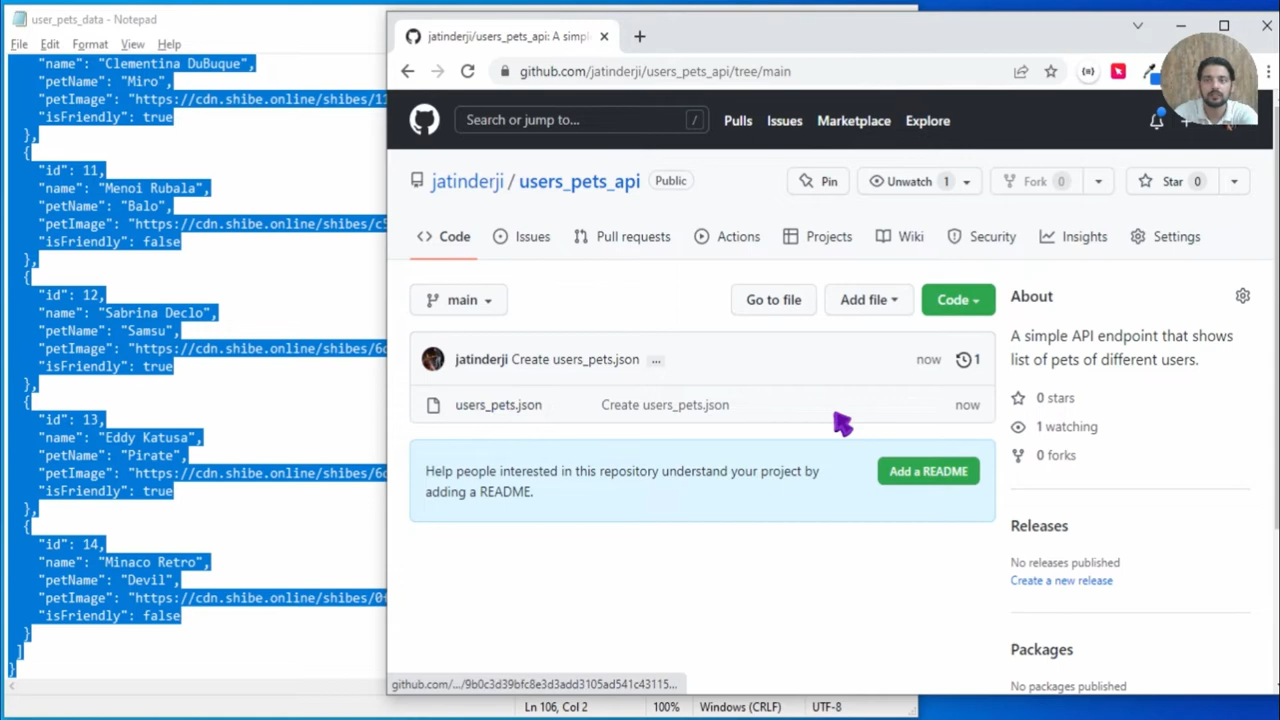 user_pets_data - Notepad
File Edit Format View Help
"name": "Clementina DuBuque",
"petName": "Miro",
"petImage": "https://cdn.shibe.online/shibes/11
"isFriendly": true
},
{
"id": 11,
"name": "Menoi Rubala",
"petName": "Balo",
"petImage": "https://cdn.shibe.online/shibes/c5
"isFriendly": false
},
{
"id": 12,
"name": "Sabrina Declo",
"petName": "Samsu",
"petImage": "https://cdn.shibe.online/shibes/6d
"isFriendly": true
},
{
"id": 13,
"name": "Eddy Katusa",
"petName": "Pirate",
"petImage": "https://cdn.shibe.online/shibes/6d
"isFriendly": true
},
{
"id": 14,
"name": "Minaco Retro",
"petName": "Devil",
"petImage": "https://cdn.shibe.online/shibes/0
"isFriendly": false
}
]
}
Ln 106, Col 2 100% Windows (CRLF) UTF-8
jatinderji/users_pets_api: A simpl
github.com/jatinderji/users_pets_api/tree/main
Search or jump to... / Pulls Issues Marketplace Explore
jatinderji / users_pets_api Public Pin Unwatch 1 Fork 0 Star 0
Code Issues Pull requests Actions Projects Wiki Security Insights Settings
main Go to file Add file Code
jatinderji Create users_pets.json ... now 1
users_pets.json Create users_pets.json now
Help people interested in this repository understand your project by
adding a README.
Add a README
About
A simple API endpoint that shows
list of pets of different users.
0 stars
1 watching
0 forks
Releases
No releases published
Create a new release
Packages
No packages published
github.com/.../9b0c3d39bfc8e3d3add3105ad541c43115...